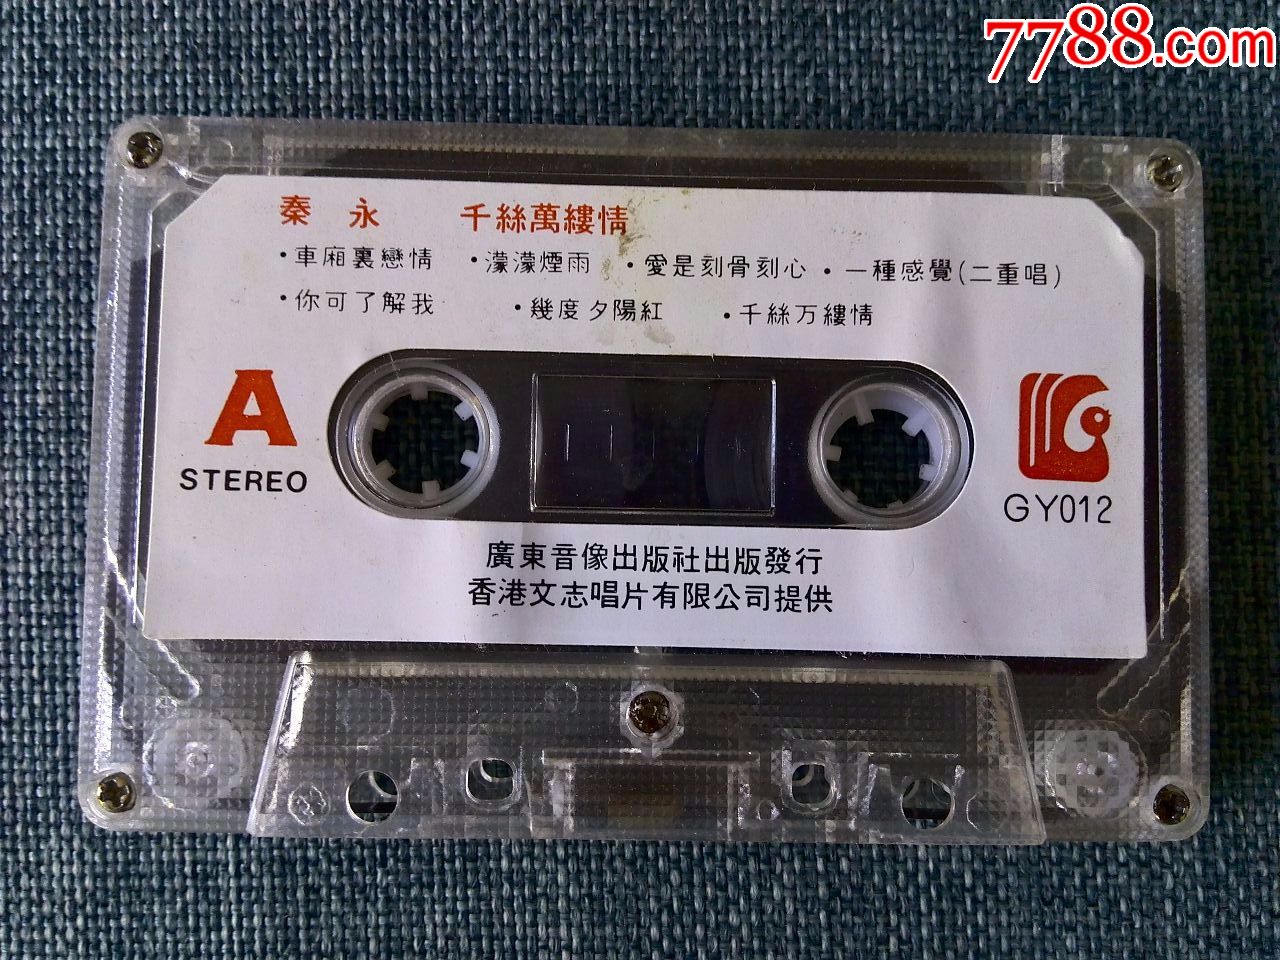 7788.com
秦 永 千絲萬縷情
·車廂裏戀情 ·濛濛煙雨 ·愛是刻骨刻心 ·一種感覺(二重唱)
·你可了解我 ·幾度夕陽紅 ·千絲万縷情
A
STEREO
GY012
廣東音像出版社出版發行
香港文志唱片有限公司提供